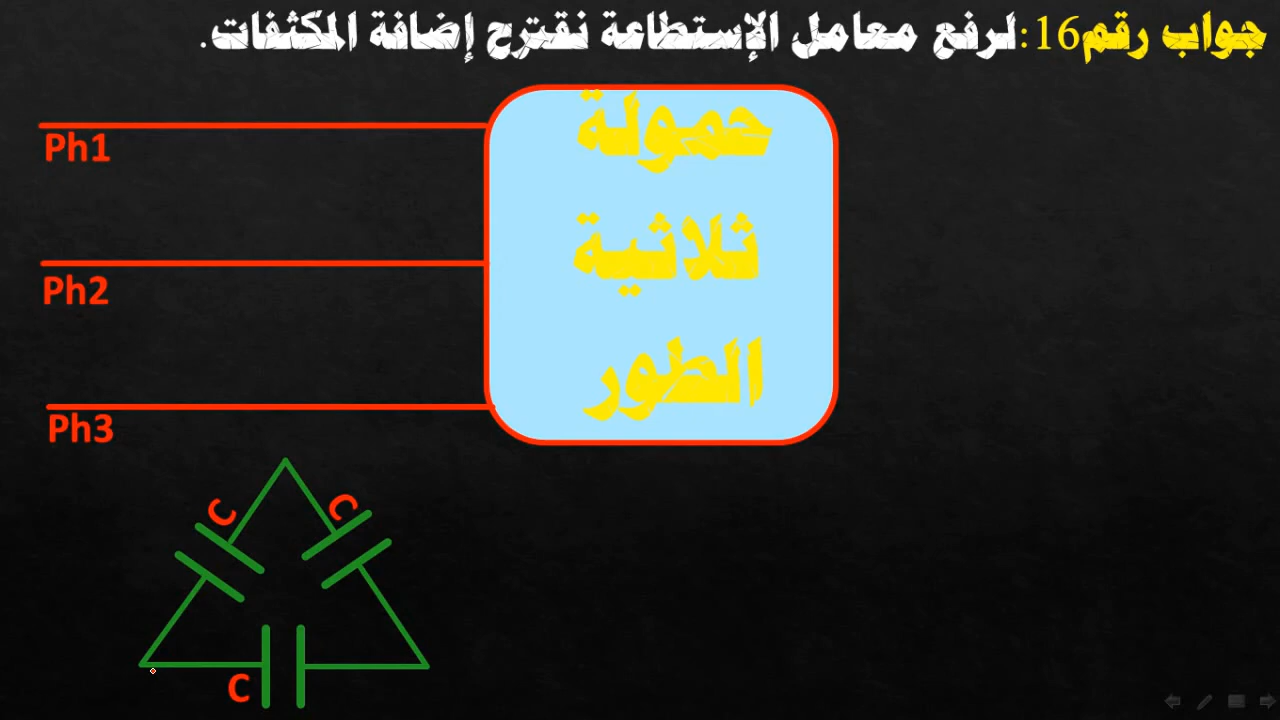 جواب رقم16:لرفع معامل الإستطاعة نقترح إضافة المكثفات.
Ph1
حمولة
ثلاثية
Ph2
الطور
Ph3
C
C
C